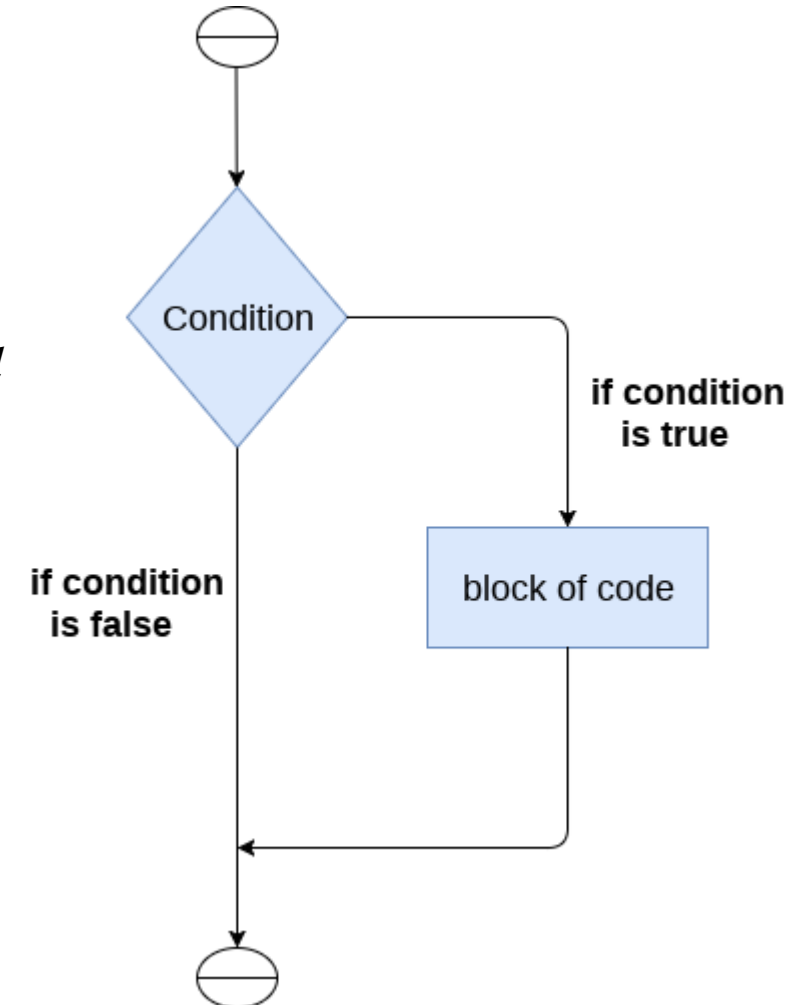 Condition
if condition
is true
if condition
is false
block of code